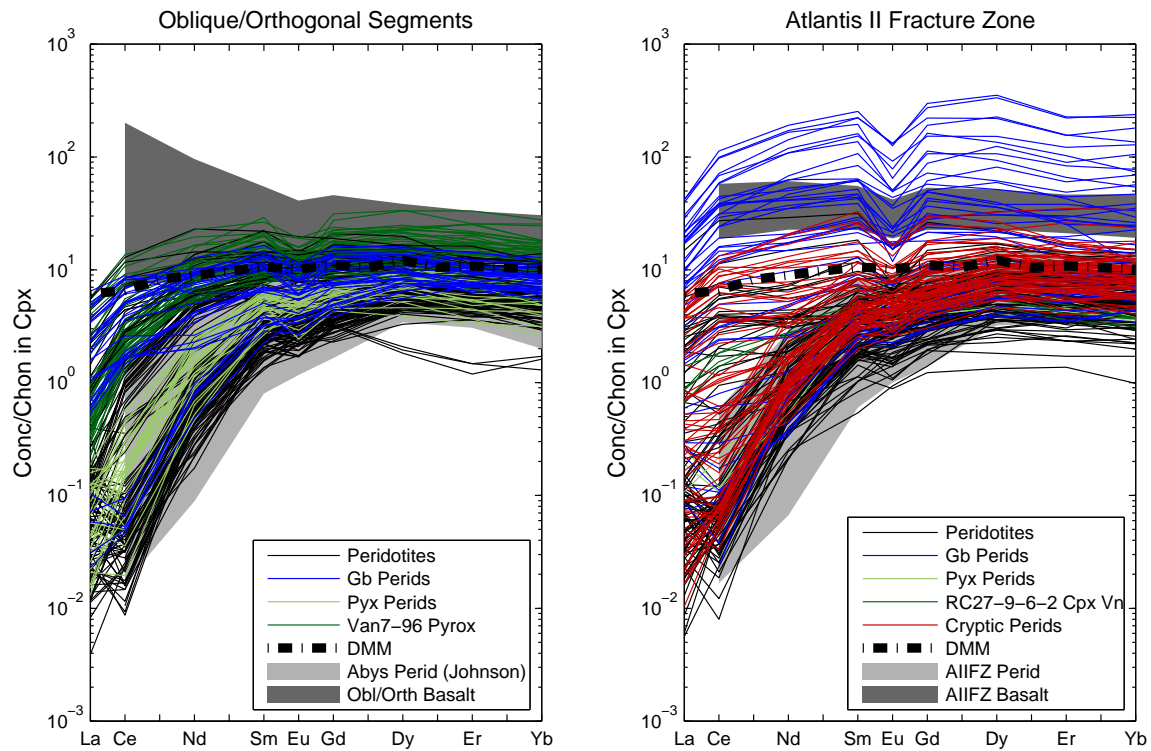 Oblique/Orthogonal Segments
Conc/Chon in Cpx
10^3
10^2
10^1
10^0
10^−1
10^−2
10^−3
La Ce Nd Sm Eu Gd Dy Er Yb
Peridotites
Gb Perids
Pyx Perids
Van7−96 Pyrox
DMM
Abys Perid (Johnson)
Obl/Orth Basalt
Atlantis II Fracture Zone
Conc/Chon in Cpx
10^3
10^2
10^1
10^0
10^−1
10^−2
10^−3
La Ce Nd Sm Eu Gd Dy Er Yb
Peridotites
Gb Perids
Pyx Perids
RC27−9−6−2 Cpx Vn
Cryptic Perids
DMM
AIIFZ Perid
AIIFZ Basalt